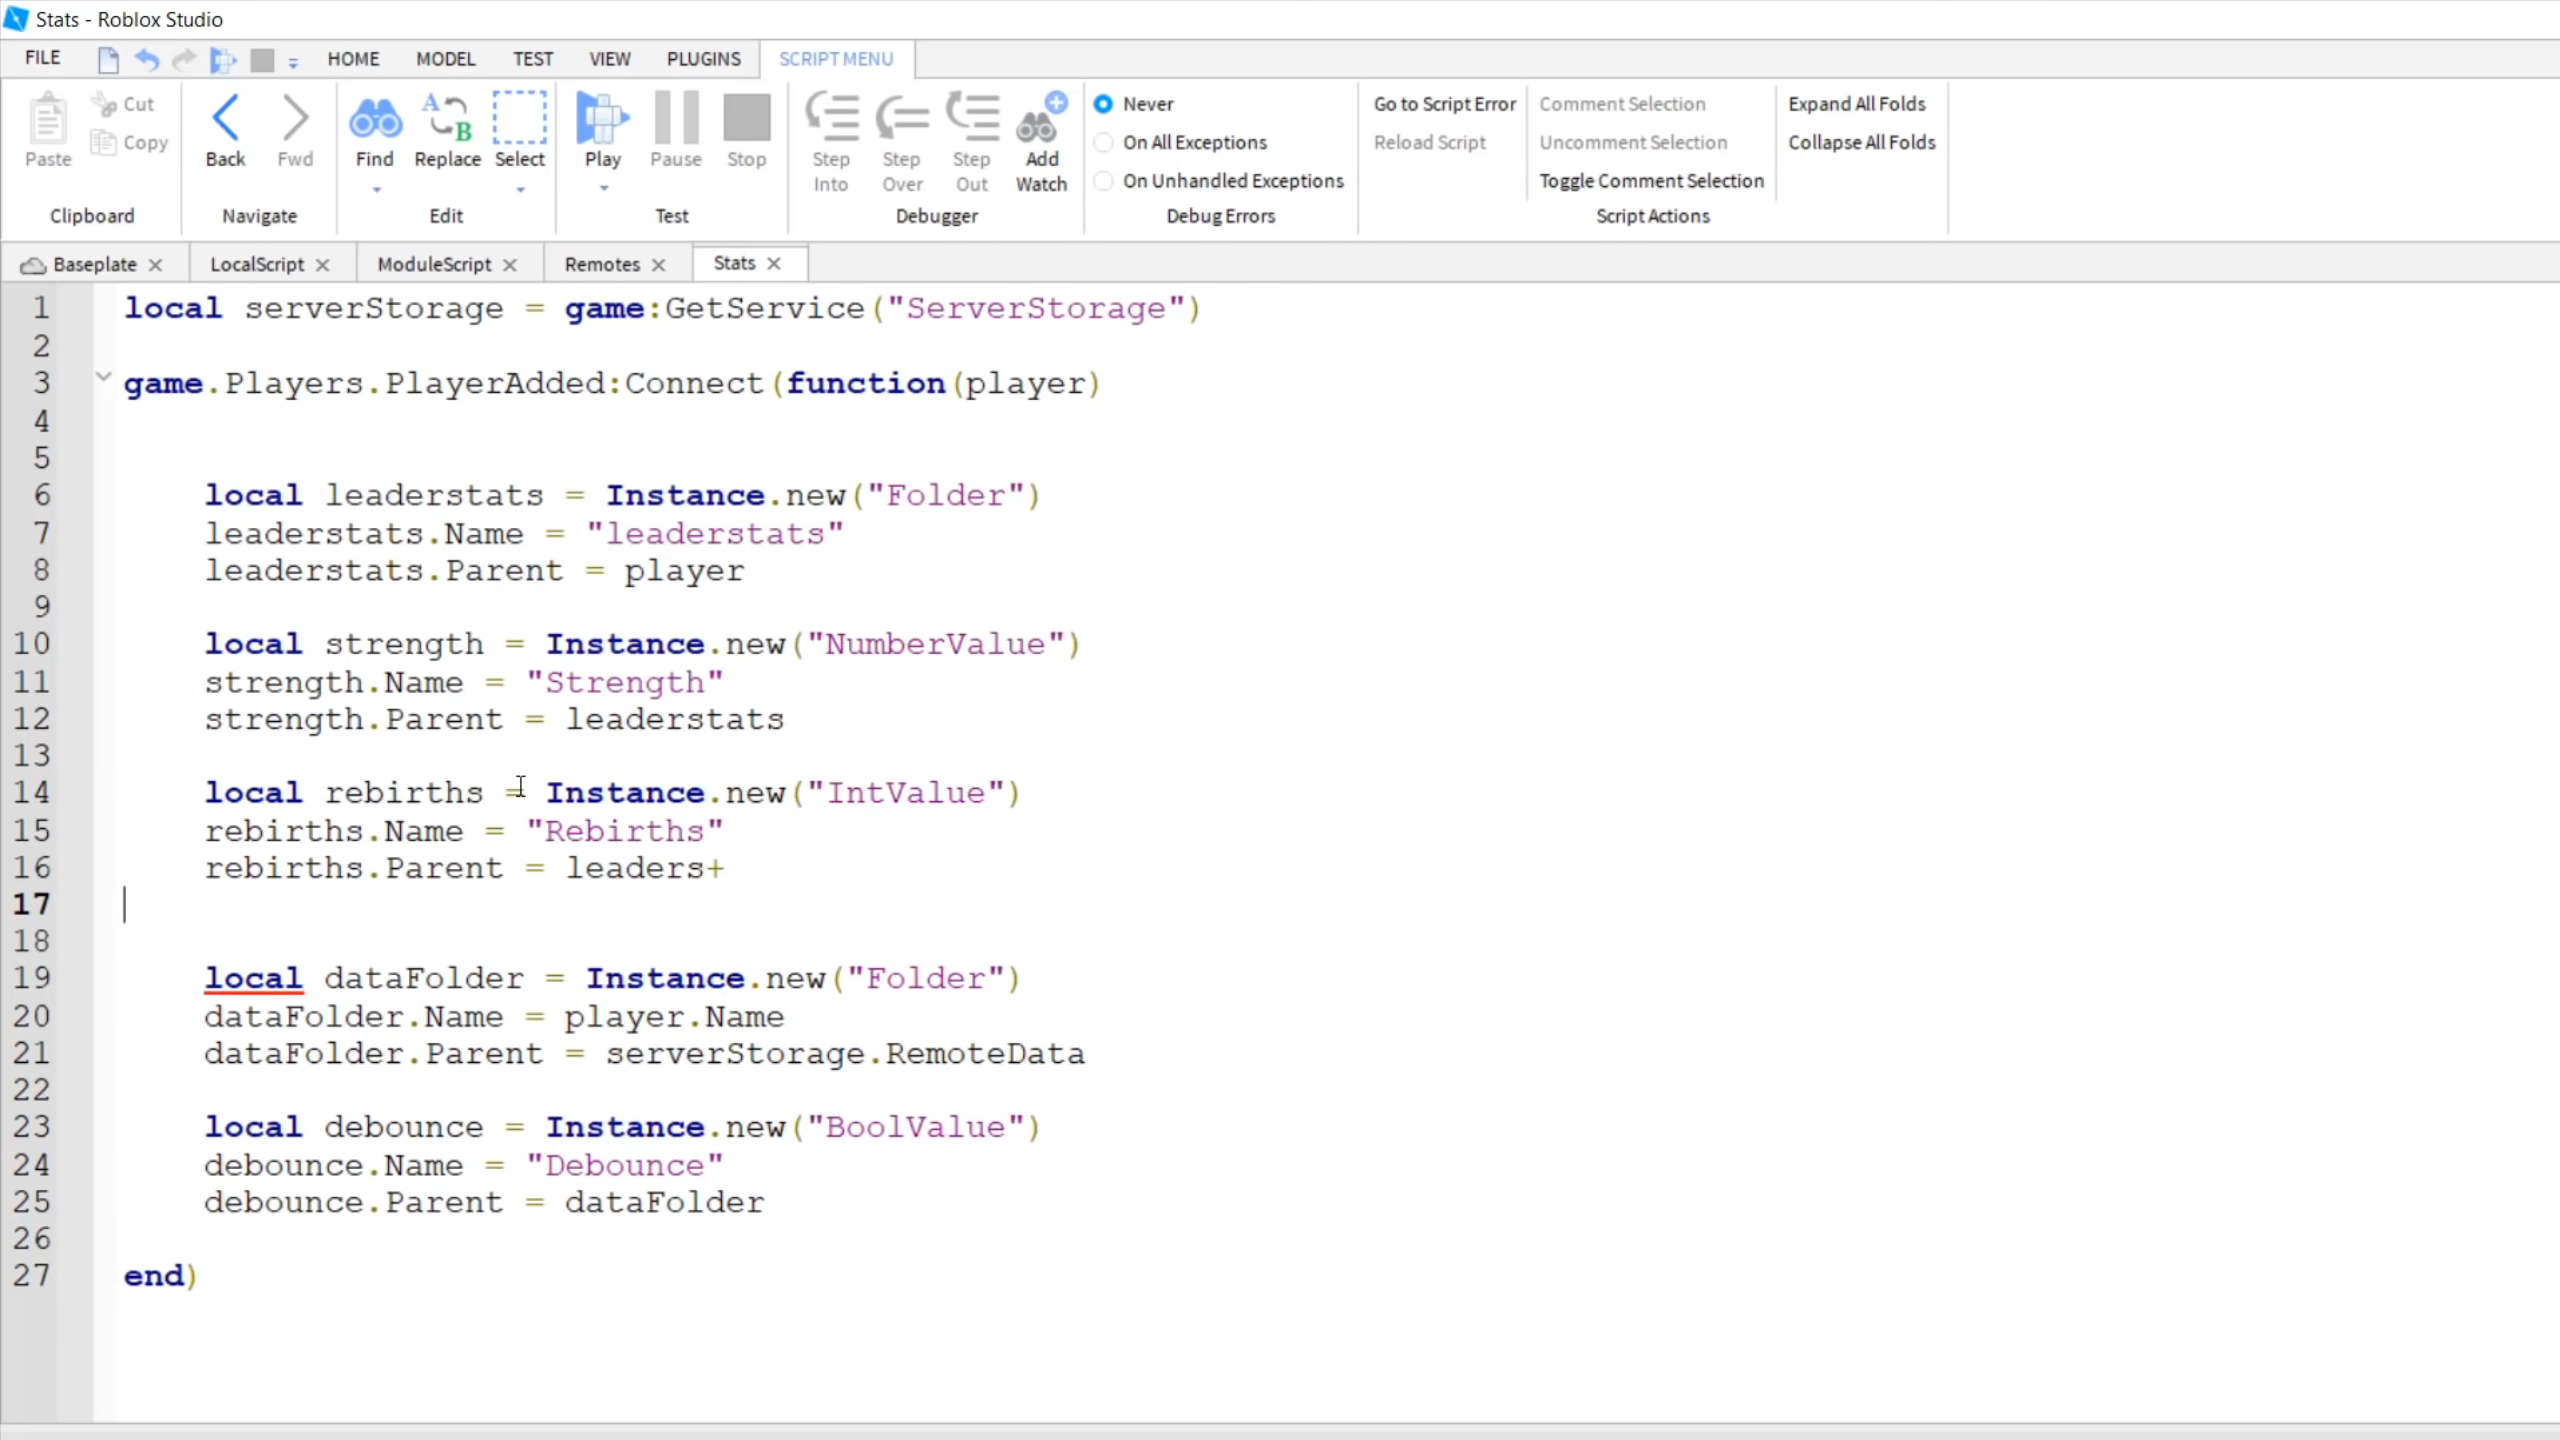 Stats - Roblox Studio
FILE HOME MODEL TEST VIEW PLUGINS SCRIPT MENU
Paste Cut Copy Clipboard
Back Fwd Navigate
Find Replace Select Edit
Play Pause Stop Test
Step Into Step Over Step Out Add Watch Debugger
Never
On All Exceptions
On Unhandled Exceptions
Debug Errors
Go to Script Error
Reload Script
Comment Selection
Uncomment Selection
Toggle Comment Selection
Expand All Folds
Collapse All Folds
Script Actions
Baseplate LocalScript ModuleScript Remotes Stats
1 local serverStorage = game:GetService("ServerStorage")
2
3 game.Players.PlayerAdded:Connect(function(player)
4
5
6 local leaderstats = Instance.new("Folder")
7 leaderstats.Name = "leaderstats"
8 leaderstats.Parent = player
9
10 local strength = Instance.new("NumberValue")
11 strength.Name = "Strength"
12 strength.Parent = leaderstats
13
14 local rebirths = Instance.new("IntValue")
15 rebirths.Name = "Rebirths"
16 rebirths.Parent = leaders+
17
18
19 local dataFolder = Instance.new("Folder")
20 dataFolder.Name = player.Name
21 dataFolder.Parent = serverStorage.RemoteData
22
23 local debounce = Instance.new("BoolValue")
24 debounce.Name = "Debounce"
25 debounce.Parent = dataFolder
26
27 end)